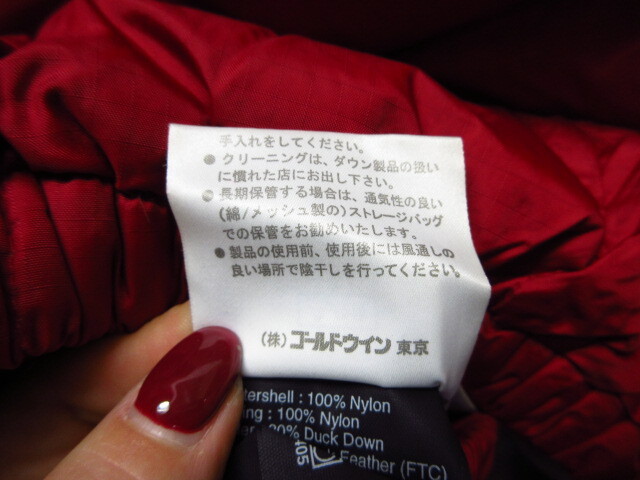 手入れをしてください。
● クリーニングは、ダウン製品の扱い
に慣れた店にお出し下さい。
● 長期保管する場合は、通気性の良い
(綿/メッシュ製の)ストレージバッグ
での保管をお勧めいたします。
● 製品の使用前、使用後には風通しの
良い場所で陰干しを行ってください。
(株) ゴールドウイン 東京
: 100% Nylon
: 100% Nylon
Duck Down
Feather (FTC)